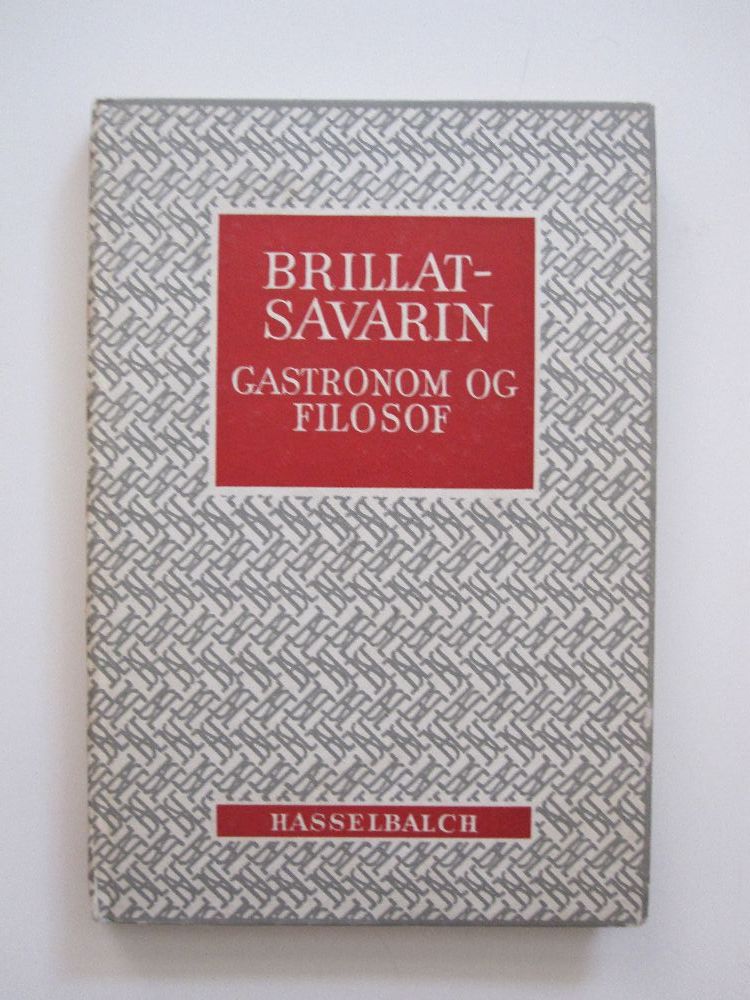 BRILLAT-
SAVARIN
GASTRONOM OG
FILOSOF
HASSELBALCH